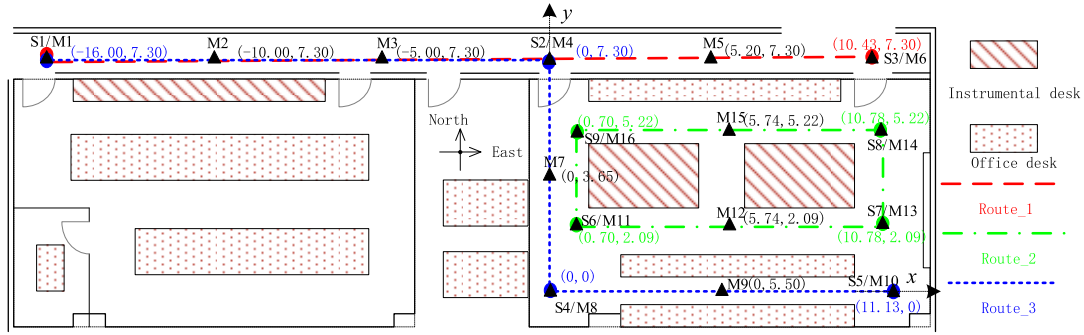 y
S1/M1
(-16.00,7.30)
M2
(-10.00,7.30)
M3
(-5.00,7.30)
S2/M4
(0,7.30)
M5
(5.20,7.30)
(10.43,7.30)
S3/M6
Instrumental desk
North
East
(0.70,5.22)
S9/M16
M15
(5.74,5.22)
(10.78,5.22)
S8/M14
Office desk
M7
(0,3.65)
Route_1
S6/M11
(0.70,2.09)
M12
(5.74,2.09)
S7/M13
(10.78,2.09)
Route_2
(0,0)
S4/M8
M9(0,5.50)
S5/M10
x
(11.13,0)
Route_3